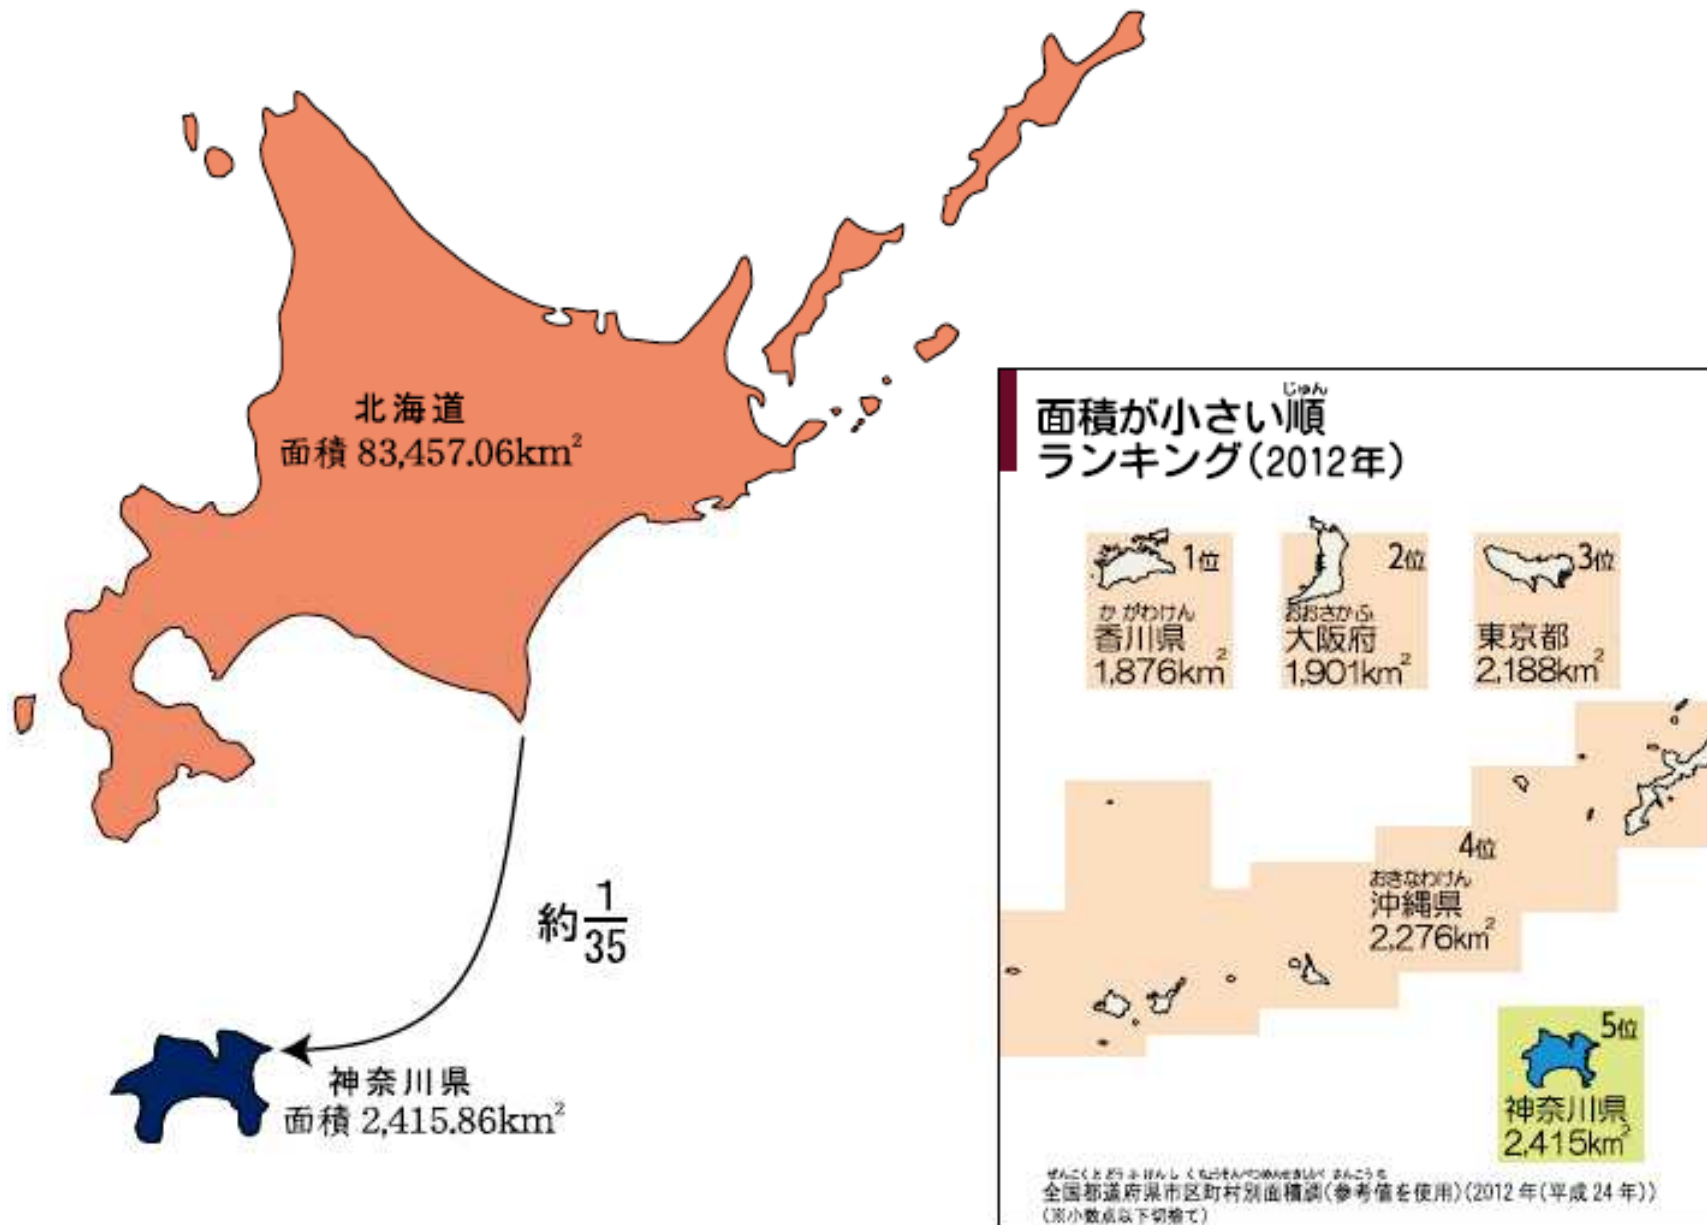 北海道
面積 83,457.06km²
約1/35
神奈川県
面積 2,415.86km²
じゅん
面積が小さい順
ランキング(2012年)
1位
かがわけん
香川県
1,876km²
2位
おおさかふ
大阪府
1,901km²
3位
東京都
2,188km²
4位
おきなわけん
沖縄県
2,276km²
5位
神奈川県
2,415km²
全国都道府県市区町村別面積調(参考値を使用)(2012年(平成24年))
(※小数点以下切捨て)